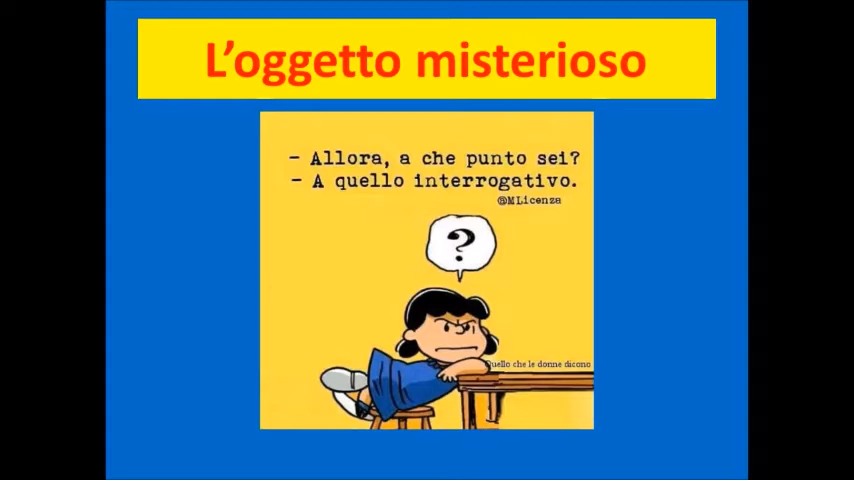 L'oggetto misterioso
- Allora, a che punto sei?
- A quello interrogativo.
@MLicenza
?
Quello che le donne dicono